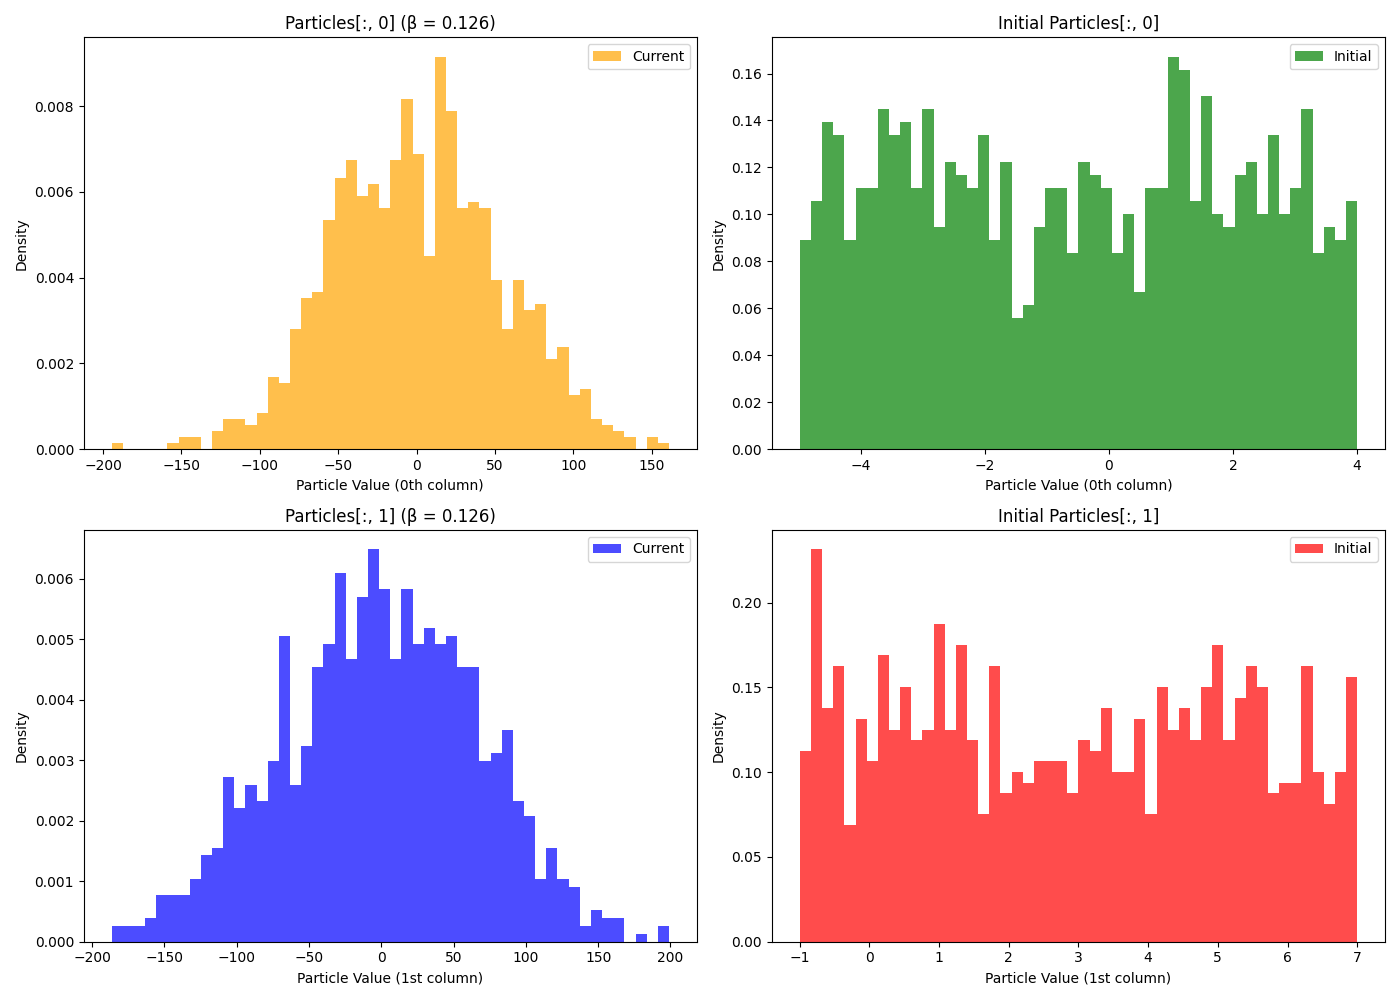 Particles[:, 0] (β = 0.126)
Current
Density
0.008
0.006
0.004
0.002
0.000
−200 −150 −100 −50 0 50 100 150
Particle Value (0th column)
Initial Particles[:, 0]
Initial
Density
0.16
0.14
0.12
0.10
0.08
0.06
0.04
0.02
0.00
−4 −2 0 2 4
Particle Value (0th column)
Particles[:, 1] (β = 0.126)
Current
Density
0.006
0.005
0.004
0.003
0.002
0.001
0.000
−200 −150 −100 −50 0 50 100 150 200
Particle Value (1st column)
Initial Particles[:, 1]
Initial
Density
0.20
0.15
0.10
0.05
0.00
−1 0 1 2 3 4 5 6 7
Particle Value (1st column)